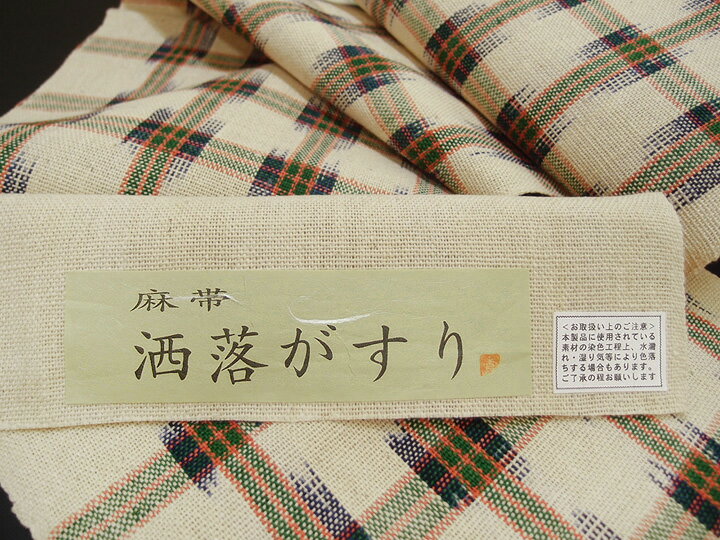 麻帯
洒落がすり
<お取扱い上のご注意>
本製品に使用されている
素材の染色工程上、水濡
れ・湿り気等により色落
ちする場合もあります。
ご了承の程お願いします